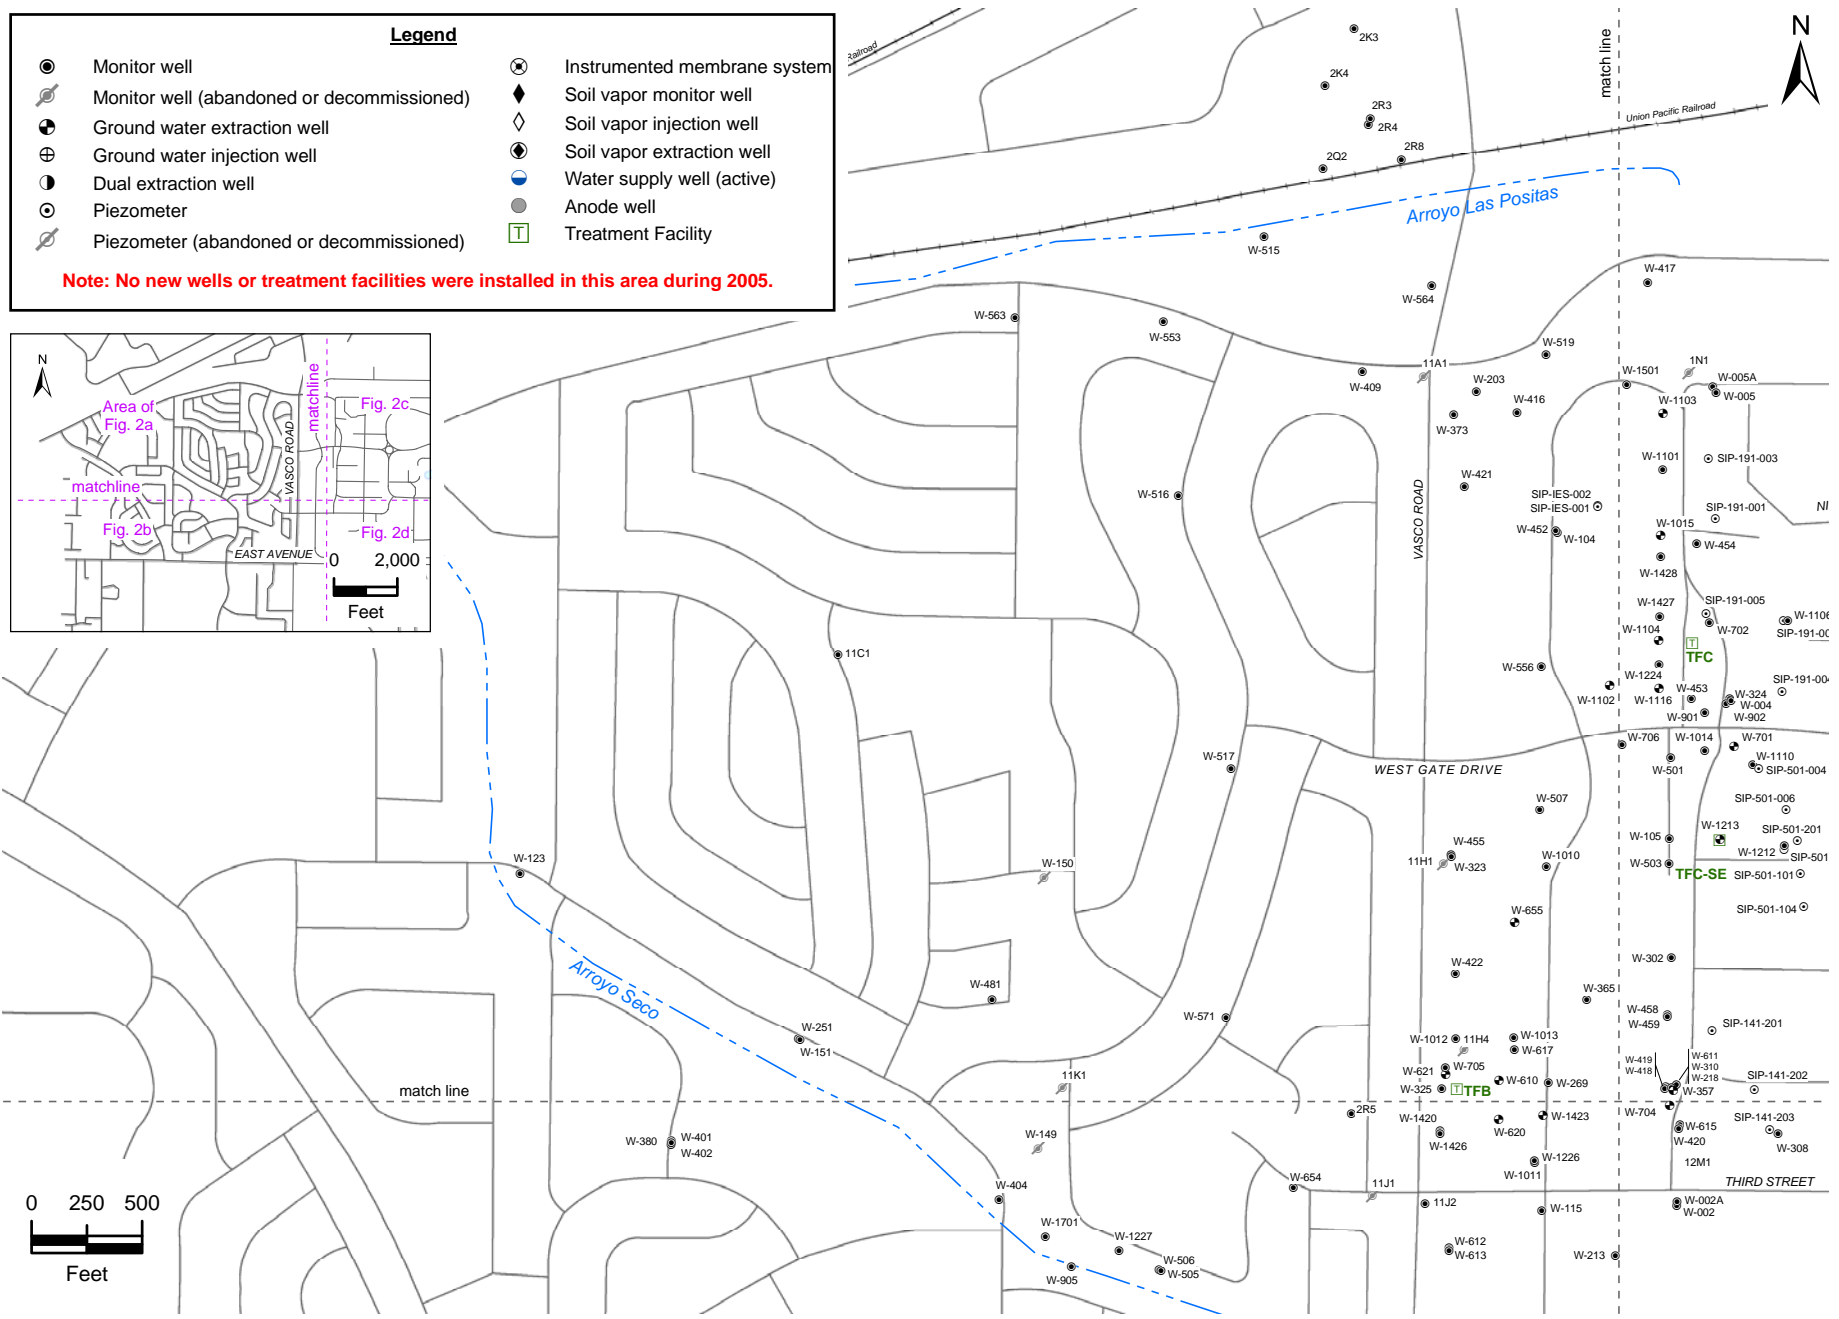 Legend
Monitor well
Monitor well (abandoned or decommissioned)
Ground water extraction well
Ground water injection well
Dual extraction well
Piezometer
Piezometer (abandoned or decommissioned)
Instrumented membrane system
Soil vapor monitor well
Soil vapor injection well
Soil vapor extraction well
Water supply well (active)
Anode well
T Treatment Facility
Note: No new wells or treatment facilities were installed in this area during 2005.
N
Area of
Fig. 2a
matchline
Fig. 2c
VASCO ROAD
matchline
Fig. 2b
Fig. 2d
EAST AVENUE
0 2,000
Feet
Railroad
2K3
match line
N
2K4
2R3
2R4
Union Pacific Railroad
2Q2
2R8
Arroyo Las Positas
W-515
W-417
W-564
W-563
W-553
W-519
11A1
1N1
W-409
W-203
W-1501
W-005A
W-005
W-416
W-1103
W-373
W-421
W-1101
SIP-191-003
W-516
VASCO ROAD
SIP-IES-002
SIP-IES-001
SIP-191-001
NI
W-452
W-104
W-1015
W-454
W-1428
W-1427
SIP-191-005
W-1104
W-702
W-1106
SIP-191-00
T
TFC
11C1
W-556
W-1224
W-1102
W-1116
W-453
SIP-191-004
W-324
W-004
W-901
W-902
W-706
W-1014
W-701
W-517
WEST GATE DRIVE
W-501
W-1110
SIP-501-004
W-507
SIP-501-006
W-105
W-1213
SIP-501-201
W-455
W-1212
SIP-501
11H1
W-323
W-1010
W-503
TFC-SE
SIP-501-101
W-123
W-150
SIP-501-104
W-655
W-302
W-422
Arroyo Seco
W-481
W-365
W-571
W-458
W-459
SIP-141-201
W-251
W-151
W-1012
11H4
W-1013
W-617
W-419
W-418
W-611
W-310
W-218
11K1
W-621
W-705
W-610
W-269
W-357
SIP-141-202
W-325
T
TFB
match line
2R5
W-1420
W-1426
W-620
W-1423
W-704
SIP-141-203
W-615
W-420
W-308
W-380
W-401
W-402
W-149
W-1226
W-1011
12M1
W-404
W-654
11J1
THIRD STREET
11J2
W-115
W-002A
W-002
0 250 500
Feet
W-1701
W-1227
W-612
W-613
W-213
W-905
W-506
W-505